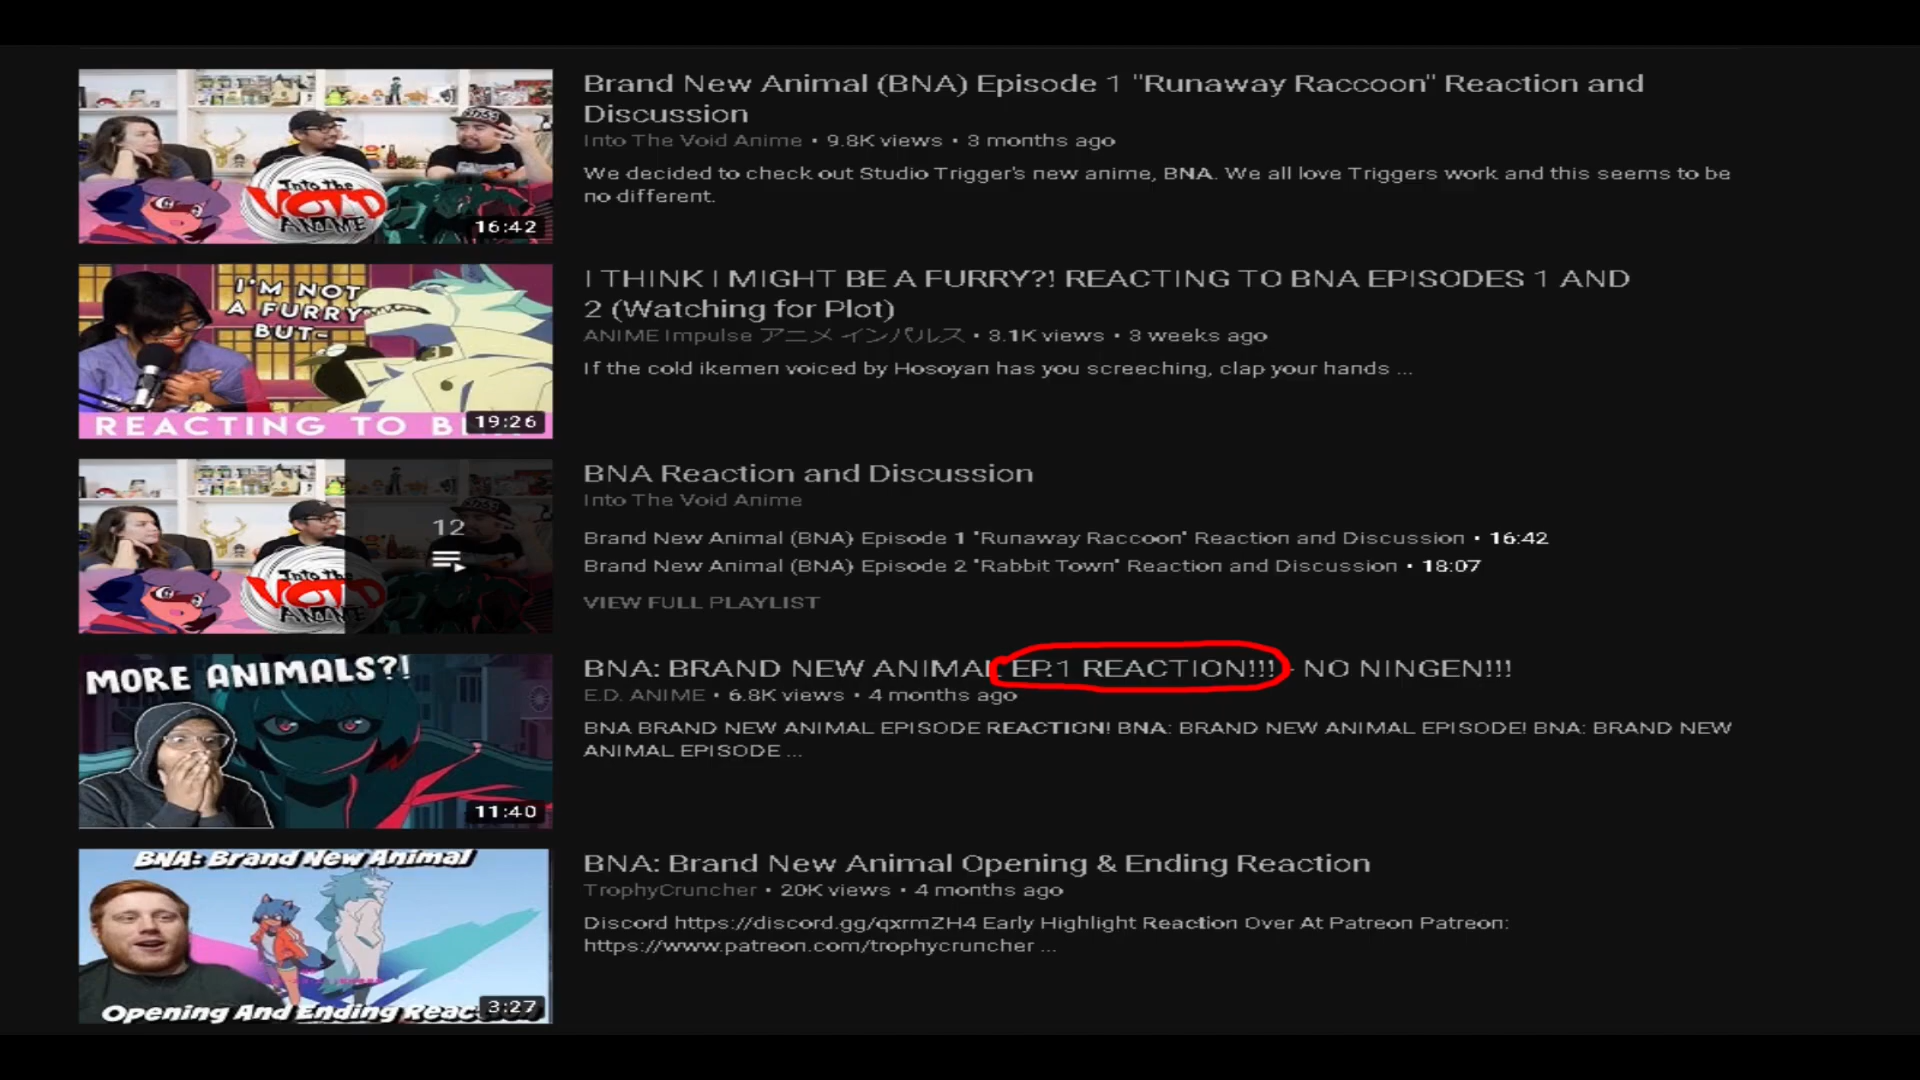 Brand New Animal (BNA) Episode 1 "Runaway Raccoon" Reaction and
Discussion
Into The Void Anime • 9.8K views • 3 months ago
We decided to check out Studio Trigger's new anime, BNA. We all love Triggers work and this seems to be
no different.
Into the
VOID
ANIME
16:42
I THINK I MIGHT BE A FURRY?! REACTING TO BNA EPISODES 1 AND
2 (Watching for Plot)
ANIME Impulse アニメ インパルス • 3.1K views • 3 weeks ago
If the cold ikemen voiced by Hosoyan has you screeching, clap your hands ...
I'M NOT
A FURRY
BUT-
REACTING TO B
19:26
BNA Reaction and Discussion
Into The Void Anime
Brand New Animal (BNA) Episode 1 "Runaway Raccoon" Reaction and Discussion • 16:42
Brand New Animal (BNA) Episode 2 "Rabbit Town" Reaction and Discussion • 18:07
VIEW FULL PLAYLIST
12
Into the
VOID
ANIME
BNA: BRAND NEW ANIMAL EP.1 REACTION!!! - NO NINGEN!!!
E.D. ANIME • 6.8K views • 4 months ago
BNA BRAND NEW ANIMAL EPISODE REACTION! BNA: BRAND NEW ANIMAL EPISODE! BNA: BRAND NEW
ANIMAL EPISODE ...
MORE ANIMALS?!
11:40
BNA: Brand New Animal Opening & Ending Reaction
TrophyCruncher • 20K views • 4 months ago
Discord https://discord.gg/qxrmZH4 Early Highlight Reaction Over At Patreon Patreon:
https://www.patreon.com/trophycruncher ...
BNA: Brand New Animal
Opening And Ending Reac
3:27